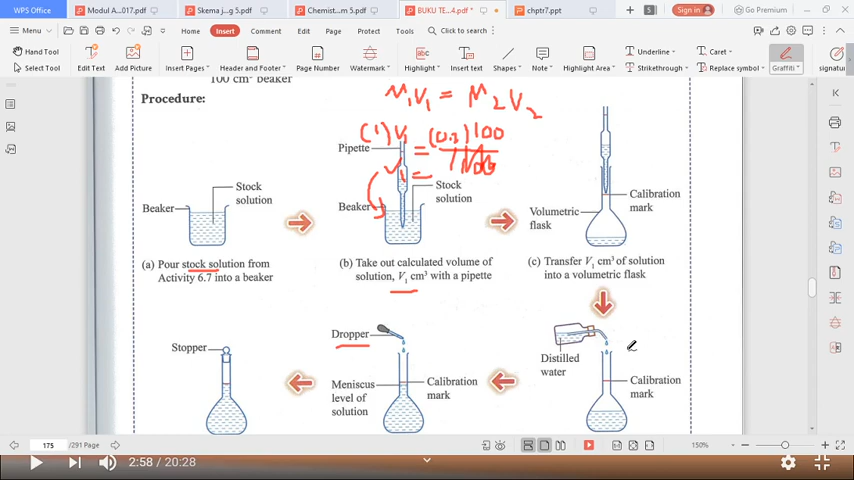 WPS Office
Modul A...017.pdf
Skema j...g 5.pdf
Chemist...m 5.pdf
BUKU TE...4.pdf *
chptr7.ppt
5
Sign in
Go Premium
Menu
Home
Insert
Edit
Page
Protect
Tools
Click to search
Hand Tool
Select Tool
Edit Text
Add Picture
Insert Pages
Header & Footer
Page Number
Watermark
Highlight
Insert text
Shapes
Note
Highlight Area
Underline
Strikethrough
Caret
Replace symbol
Graffiti
signatur
100 cm³ beaker
Procedure:
M₁V₁ = M₂V₂
V₁ =
Beaker
Stock
solution
(a) Pour stock solution from
Activity 6.7 into a beaker
Pipette
Beaker
Stock
solution
(b) Take out calculated volume of
solution, V₁ cm³ with a pipette
Volumetric
flask
Calibration
mark
(c) Transfer V₁ cm³ of solution
into a volumetric flask
Stopper
Dropper
Meniscus
level of
solution
Calibration
mark
Distilled
water
Calibration
mark
175
/291 Page
150%
2:58 / 20:28